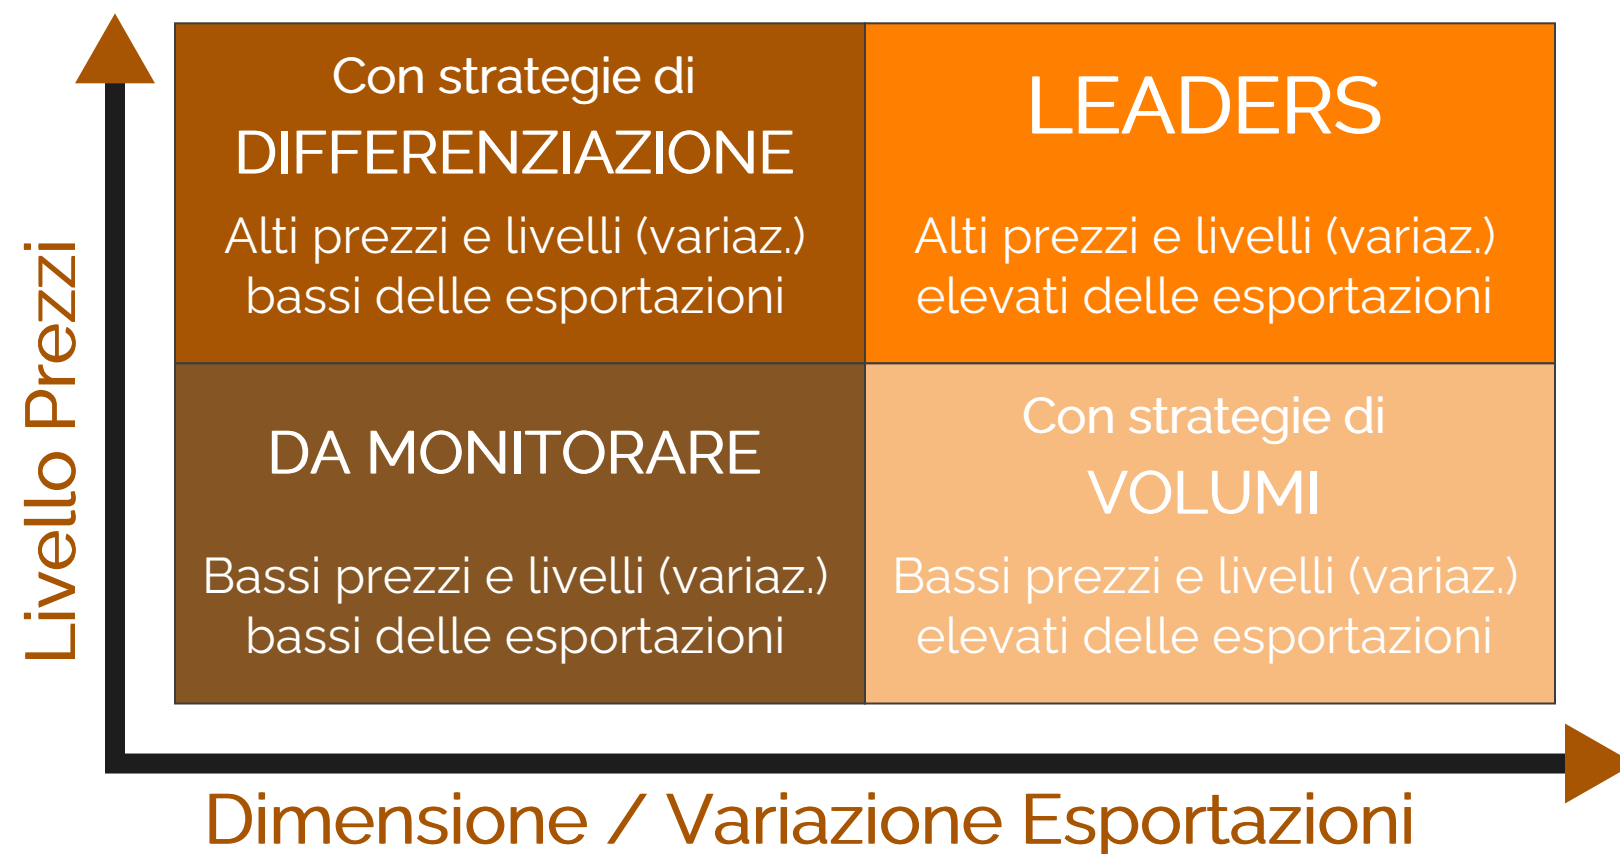 Con strategie di
DIFFERENZIAZIONE
Alti prezzi e livelli (variaz.)
bassi delle esportazioni
LEADERS
Alti prezzi e livelli (variaz.)
elevati delle esportazioni
DA MONITORARE
Bassi prezzi e livelli (variaz.)
bassi delle esportazioni
Con strategie di
VOLUMI
Bassi prezzi e livelli (variaz.)
elevati delle esportazioni
Livello Prezzi
Dimensione / Variazione Esportazioni